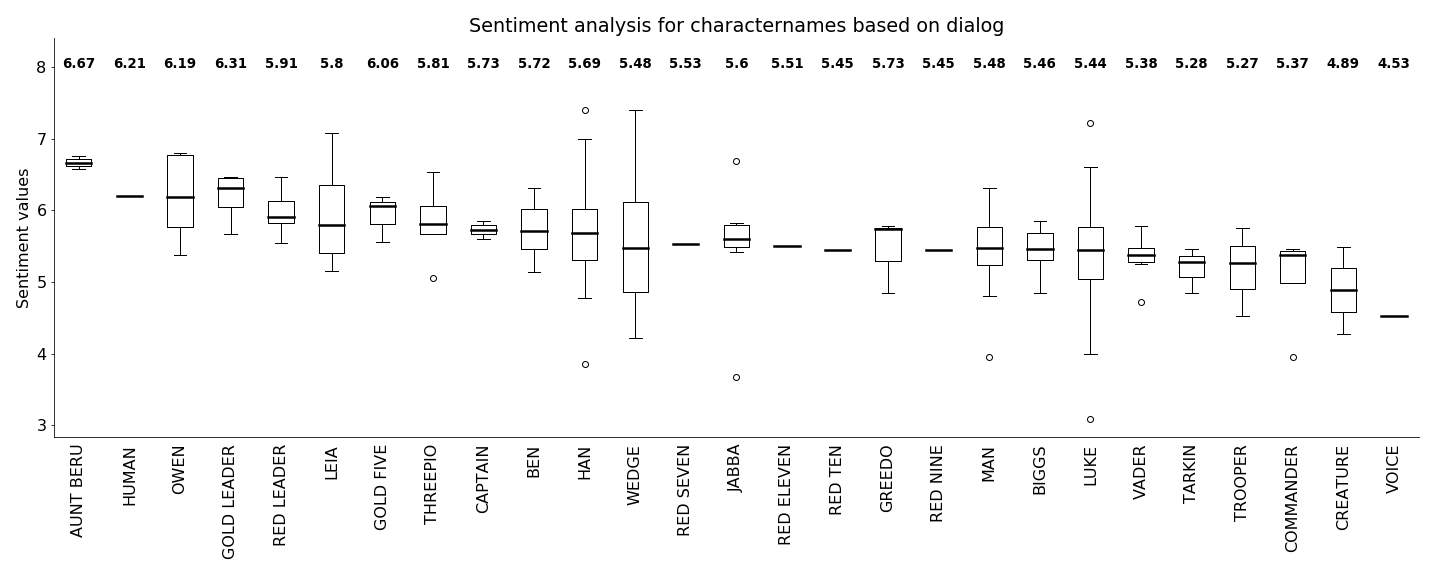 Sentiment analysis for characternames based on dialog
6.67 6.21 6.19 6.31 5.91 5.8 6.06 5.81 5.73 5.72 5.69 5.48 5.53 5.6 5.51 5.45 5.73 5.45 5.48 5.46 5.44 5.38 5.28 5.27 5.37 4.89 4.53
Sentiment values
8
7
6
5
4
3
AUNT BERU
HUMAN
OWEN
GOLD LEADER
RED LEADER
LEIA
GOLD FIVE
THREEPIO
CAPTAIN
BEN
HAN
WEDGE
RED SEVEN
JABBA
RED ELEVEN
RED TEN
GREEDO
RED NINE
MAN
BIGGS
LUKE
VADER
TARKIN
TROOPER
COMMANDER
CREATURE
VOICE